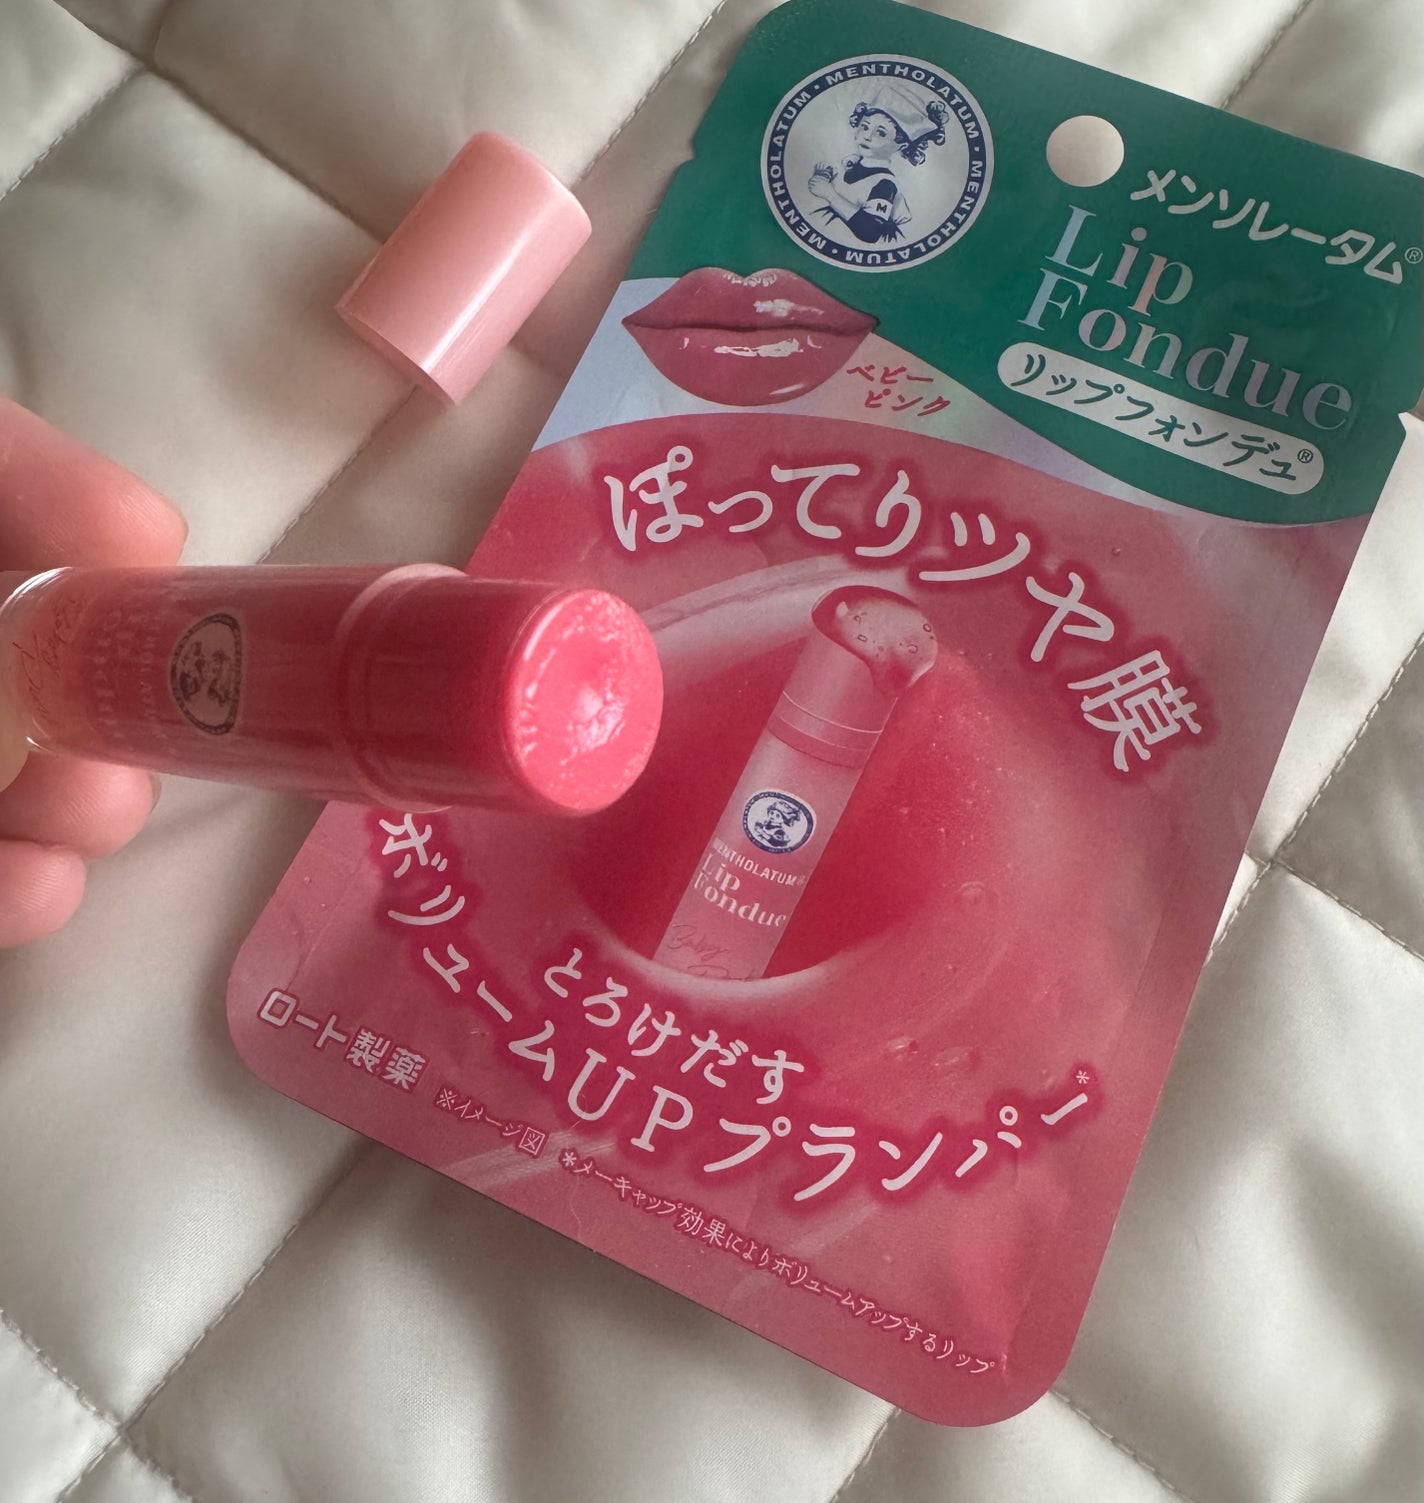 MENTHOLATUM・MENTHOLATUM・MENTHOLATUM・MENTHOLATUM・
メンソレータム®
Lip
Fondue
リップフォンデュ®
ベビー
ピンク
ぽってりツヤ膜
MENTHOLATUM®
Lip
Fondue
Baby
とろけだす
ボリュームUPプランパー*
ロート製薬
※イメージ図 *メーキャップ効果によりボリュームアップするリップ